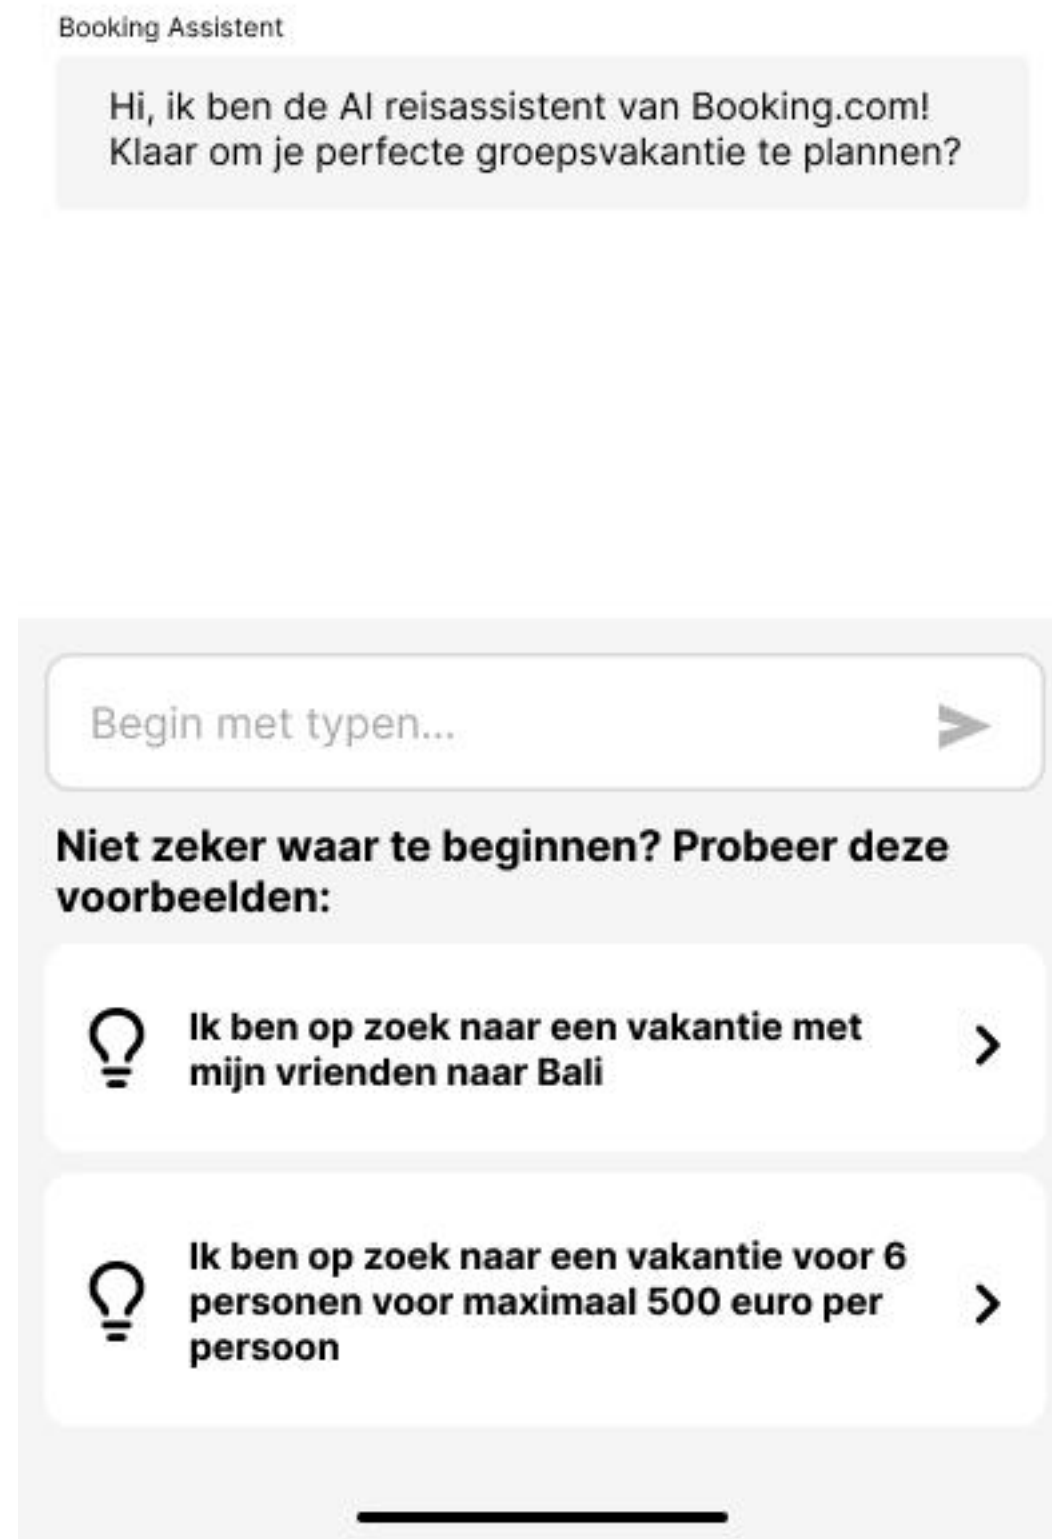 Booking Assistent
Hi, ik ben de AI reisassistent van Booking.com!
Klaar om je perfecte groepsvakantie te plannen?
Begin met typen...
Niet zeker waar te beginnen? Probeer deze
voorbeelden:
Ik ben op zoek naar een vakantie met
mijn vrienden naar Bali
Ik ben op zoek naar een vakantie voor 6
personen voor maximaal 500 euro per
persoon